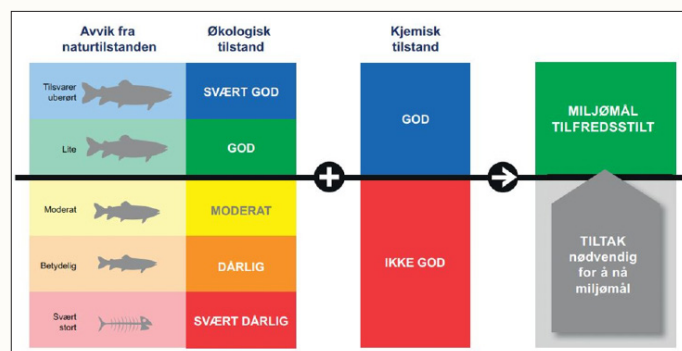 Avvik fra
naturtilstanden
Økologisk
tilstand
Kjemisk
tilstand
Tilsvarer
uberørt
SVÆRT GOD
Lite
GOD
Moderat
MODERAT
Betydelig
DÅRLIG
Svært
stort
SVÆRT DÅRLIG
GOD
IKKE GOD
MILJØMÅL
TILFREDSSTILT
TILTAK
nødvendig
for å nå
miljømål